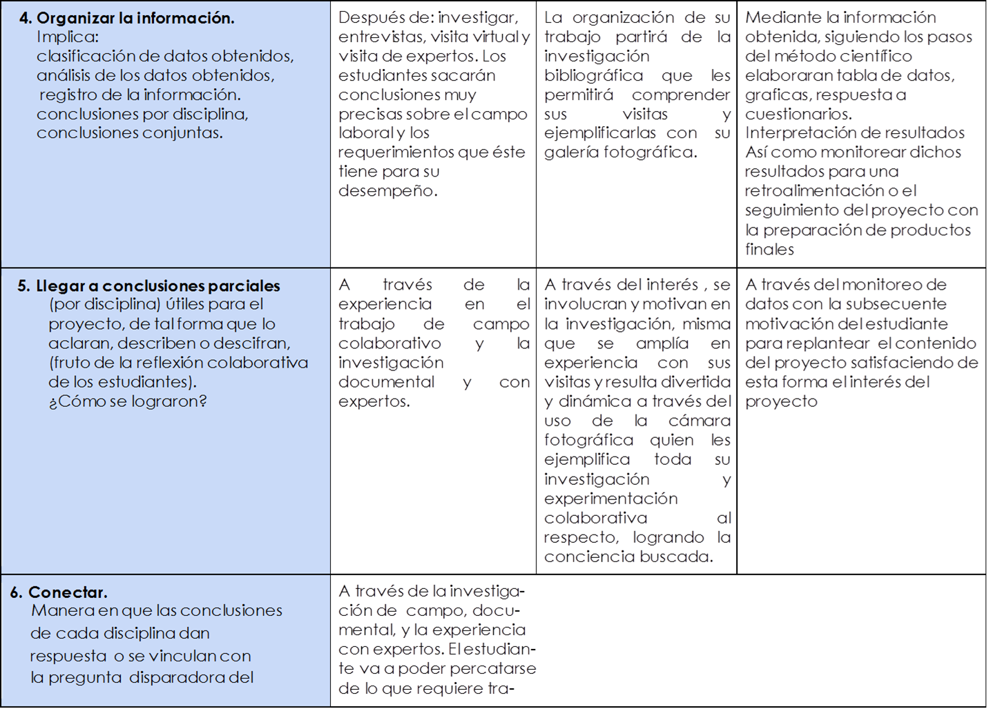 4. Organizar la información.
Implica:
clasificación de datos obtenidos,
análisis de los datos obtenidos,
registro de la información.
conclusiones por disciplina,
conclusiones conjuntas.
Después de: investigar,
entrevistas, visita virtual y
visita de expertos. Los
estudiantes sacarán
conclusiones muy
precisas sobre el campo
laboral y los
requerimientos que éste
tiene para su
desempeño.
La organización de su
trabajo partirá de la
investigación
bibliográfica que les
permitirá comprender
sus visitas y
ejemplificarlas con su
galería fotográfica.
Mediante la información
obtenida, siguiendo los pasos
del método científico
elaboraran tabla de datos,
graficas, respuesta a
cuestionarios.
Interpretación de resultados
Así como monitorear dichos
resultados para una
retroalimentación o el
seguimiento del proyecto con
la preparación de productos
finales
5. Llegar a conclusiones parciales
(por disciplina) útiles para el
proyecto, de tal forma que lo
aclaran, describen o descifran,
(fruto de la reflexión colaborativa
de los estudiantes).
¿Cómo se lograron?
A través de la
experiencia en el
trabajo de campo
colaborativo y la
investigación
documental y con
expertos.
A través del interés , se
involucran y motivan en
la investigación, misma
que se amplía en
experiencia con sus
visitas y resulta divertida
y dinámica a través del
uso de la cámara
fotográfica quien les
ejemplifica toda su
investigación y
experimentación
colaborativa al
respecto, logrando la
conciencia buscada.
A través del monitoreo de
datos con la subsecuente
motivación del estudiante
para replantear el contenido
del proyecto satisfaciendo de
esta forma el interés del
proyecto
6. Conectar.
Manera en que las conclusiones
de cada disciplina dan
respuesta o se vinculan con
la pregunta disparadora del
A través de la investiga-
ción de campo, docu-
mental, y la experiencia
con expertos. El estudian-
te va a poder percatarse
de lo que requiere tra-